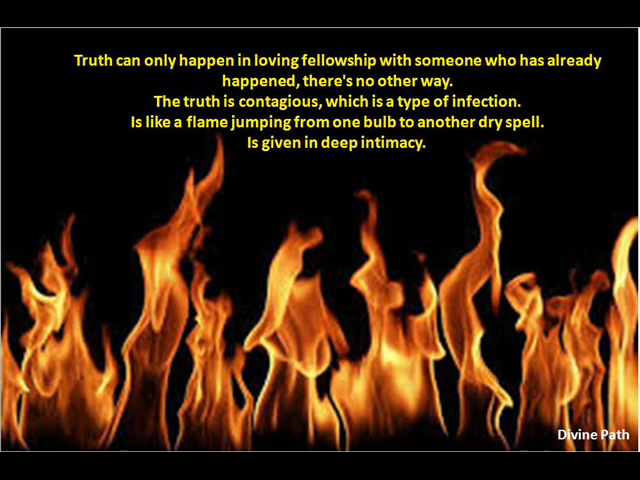 Truth can only happen in loving fellowship with someone who has already
happened, there's no other way.
The truth is contagious, which is a type of infection.
Is like a flame jumping from one bulb to another dry spell.
Is given in deep intimacy.
Divine Path